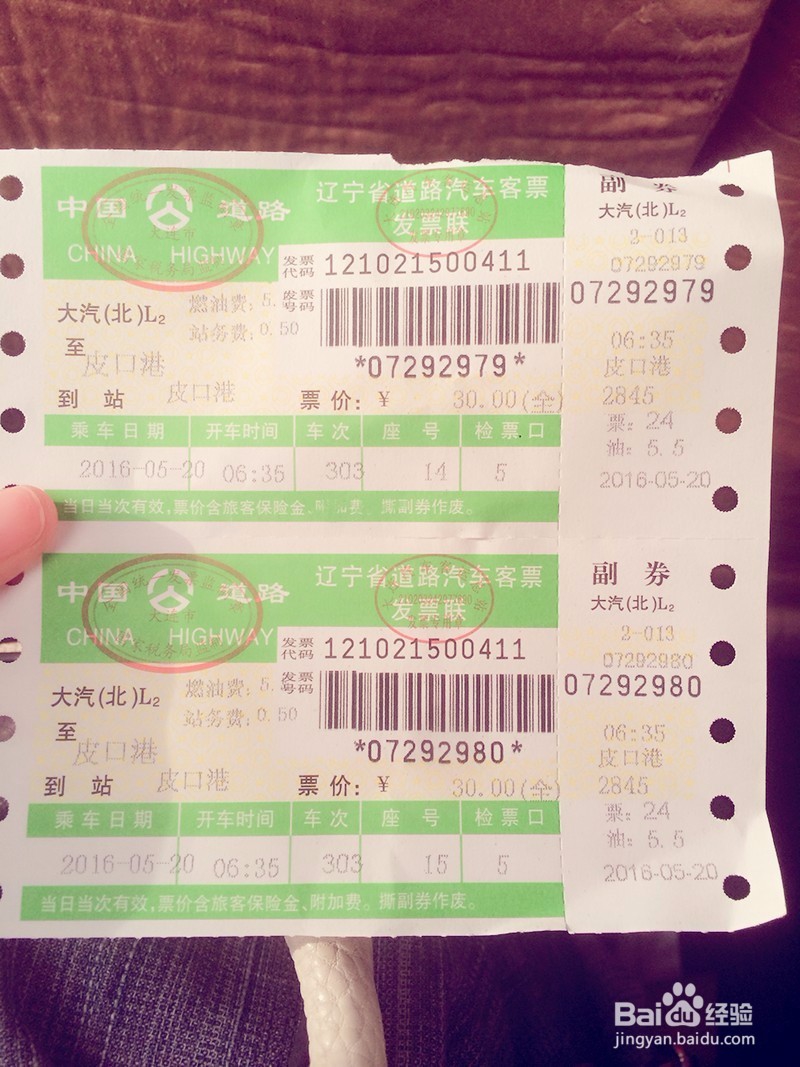 中国 道路
CHINA HIGHWAY
辽宁省道路汽车客票
发票联
大连市
发票代码 121021500411
发票号码
*07292979*
大汽(北)L2
至
皮口港
燃油费: 5.
站务费: 0.50
到 站 皮口港 票价: ¥ 30.00(全)
乘车日期 开车时间 车次 座号 检票口
2016-05-20 06:35 303 14 5
当日当次有效,票价含旅客保险金、附加费。撕副券作废。
副 券
大汽(北)L2
2-013
07292979
07292979
06:35
皮口港
2845
票: 24
油: 5.5
2016-05-20
中国 道路
CHINA HIGHWAY
辽宁省道路汽车客票
发票联
大连市
发票代码 121021500411
发票号码
*07292980*
大汽(北)L2
至
皮口港
燃油费: 5.
站务费: 0.50
到 站 皮口港 票价: ¥ 30.00(全)
乘车日期 开车时间 车次 座号 检票口
2016-05-20 06:35 303 15 5
当日当次有效,票价含旅客保险金、附加费。撕副券作废。
副 券
大汽(北)L2
2-013
07292980
07292980
06:35
皮口港
2845
票: 24
油: 5.5
2016-05-20
Baidu经验
jingyan.baidu.com